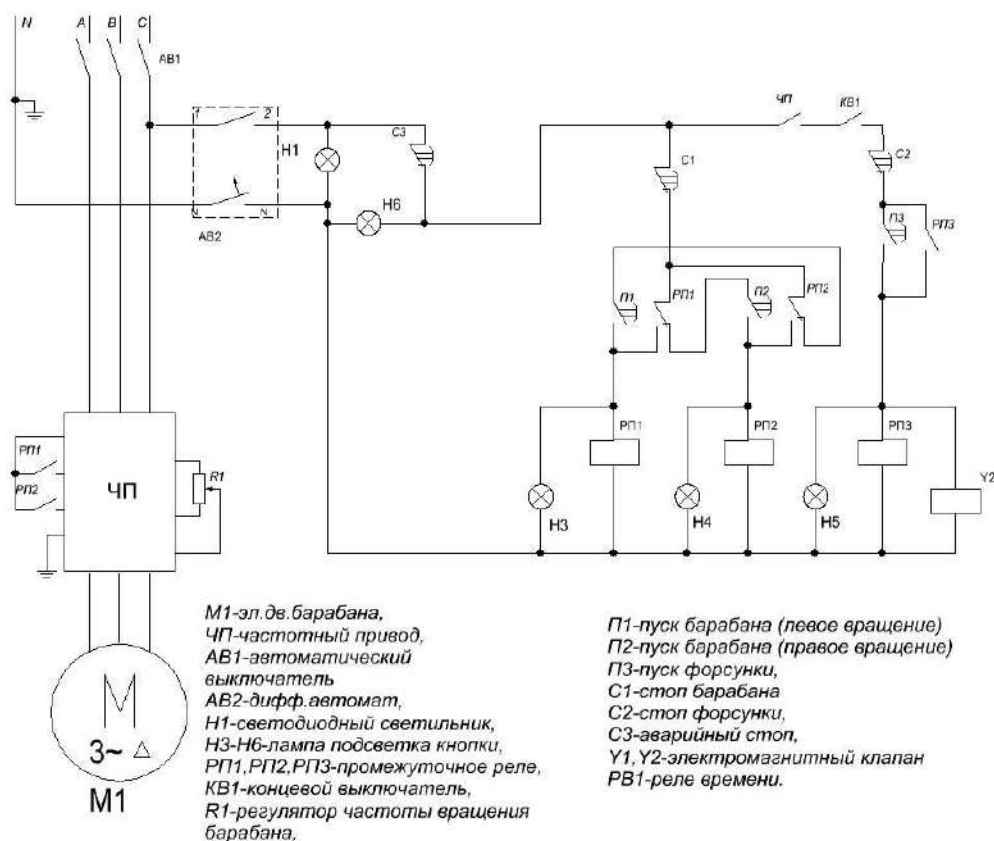 N A B C
AB1
1 2
H1
C3
ЧП
КВ1
C1
C2
H6
N N
AB2
П3
РП3
П1
РП1
П2
РП2
РП1
РП2
РП3
РП1
РП2
ЧП
R1
H3
H4
H5
Y2
M
3~ Δ
M1
М1-эл.дв.барабана,
ЧП-частотный привод,
АВ1-автоматический
выключатель
АВ2-дифф.автомат,
Н1-светодиодный светильник,
Н3-Н6-лампа подсветка кнопки,
РП1,РП2,РП3-промежуточное реле,
КВ1-концевой выключатель,
R1-регулятор частоты вращения
барабана,
П1-пуск барабана (левое вращение)
П2-пуск барабана (правое вращение)
П3-пуск форсунки,
С1-стоп барабана
С2-стоп форсунки,
С3-аварийный стоп,
Y1,Y2-электромагнитный клапан
РВ1-реле времени.